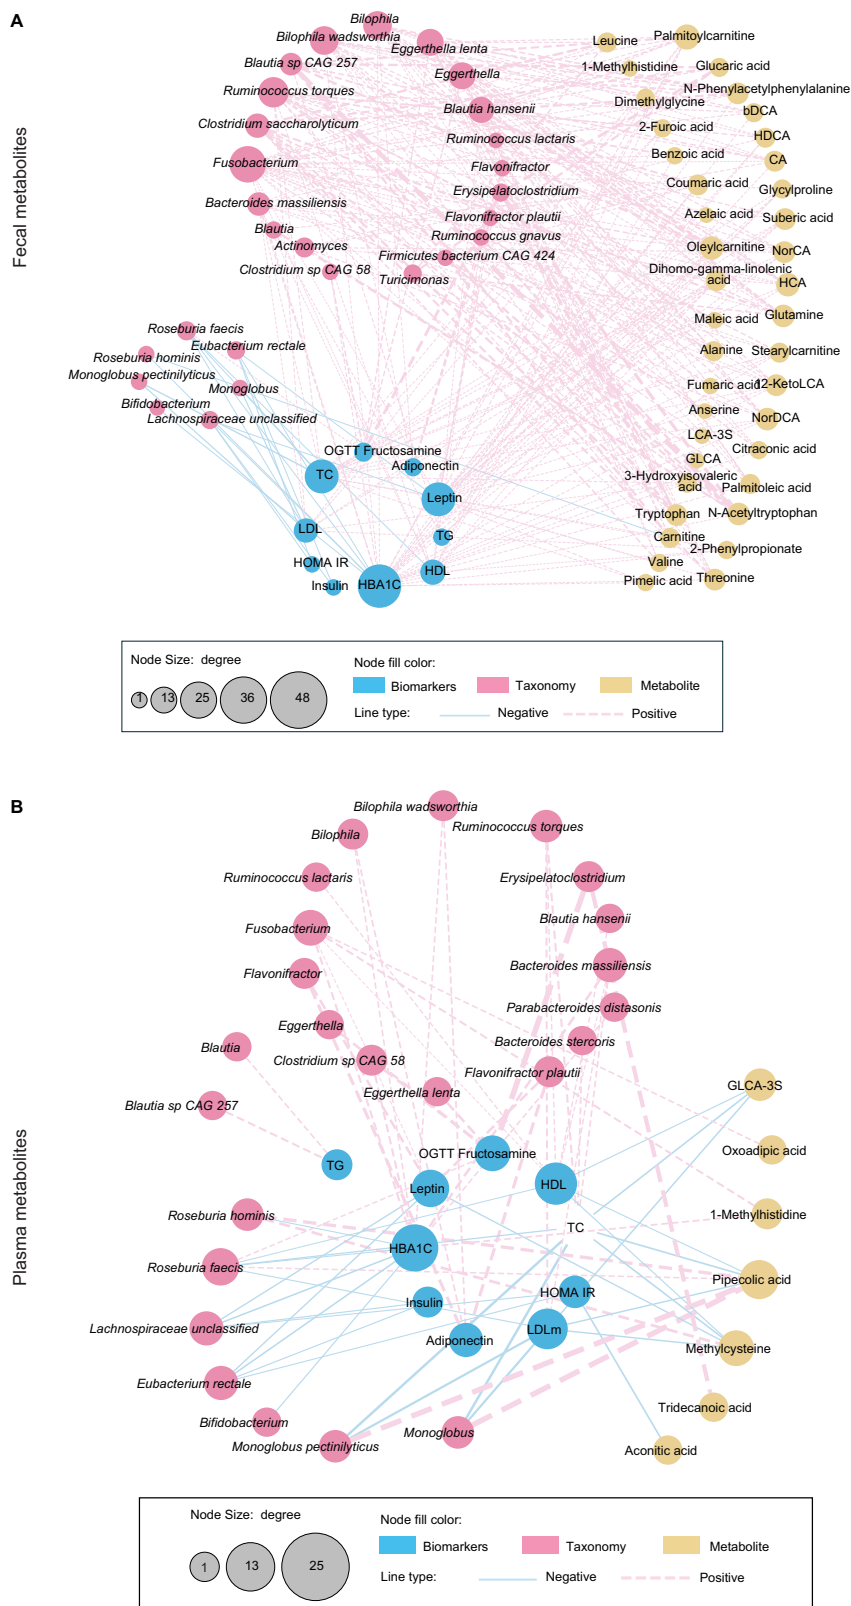 A
Fecal metabolites
Bilophila
Bilophila wadsworthia
Eggerthella lenta
Blautia sp CAG 257
Eggerthella
Ruminococcus torques
Blautia hansenii
Clostridium saccharolyticum
Ruminococcus lactaris
Fusobacterium
Flavonifractor
Erysipelatoclostridium
Bacteroides massiliensis
Flavonifractor plautii
Blautia
Ruminococcus gnavus
Actinomyces
Firmicutes bacterium CAG 424
Clostridium sp CAG 58
Turicimonas
Roseburia faecis
Eubacterium rectale
Roseburia hominis
Monoglobus pectinilyticus
Monoglobus
Bifidobacterium
Lachnospiraceae unclassified
OGTT Fructosamine
Adiponectin
TC
Leptin
LDL
TG
HOMA IR
HDL
Insulin
HBA1C
Leucine
Palmitoylcarnitine
1-Methylhistidine
Glucaric acid
N-Phenylacetylphenylalanine
Dimethylglycine
bDCA
2-Furoic acid
HDCA
Benzoic acid
CA
Coumaric acid
Glycylproline
Azelaic acid
Suberic acid
Oleylcarnitine
NorCA
Dihomo-gamma-linolenic
acid
HCA
Maleic acid
Glutamine
Alanine
Stearylcarnitine
Fumaric acid
12-KetoLCA
Anserine
NorDCA
LCA-3S
Citraconic acid
GLCA
3-Hydroxyisovaleric
acid
Palmitoleic acid
Tryptophan
N-Acetyltryptophan
Carnitine
2-Phenylpropionate
Valine
Pimelic acid
Threonine
Node Size: degree
1
13
25
36
48
Node fill color:
Biomarkers
Taxonomy
Metabolite
Line type:
Negative
Positive
B
Plasma metabolites
Bilophila wadsworthia
Bilophila
Ruminococcus torques
Ruminococcus lactaris
Erysipelatoclostridium
Fusobacterium
Blautia hansenii
Flavonifractor
Bacteroides massiliensis
Eggerthella
Parabacteroides distasonis
Blautia
Clostridium sp CAG 58
Bacteroides stercoris
Blautia sp CAG 257
Eggerthella lenta
Flavonifractor plautii
GLCA-3S
OGTT Fructosamine
Oxoadipic acid
TG
Leptin
HDL
Roseburia hominis
TC
1-Methylhistidine
HBA1C
Roseburia faecis
Pipecolic acid
Insulin
HOMA IR
Lachnospiraceae unclassified
Adiponectin
LDLm
Methylcysteine
Eubacterium rectale
Tridecanoic acid
Bifidobacterium
Monoglobus
Monoglobus pectinilyticus
Aconitic acid
Node Size: degree
1
13
25
Node fill color:
Biomarkers
Taxonomy
Metabolite
Line type:
Negative
Positive